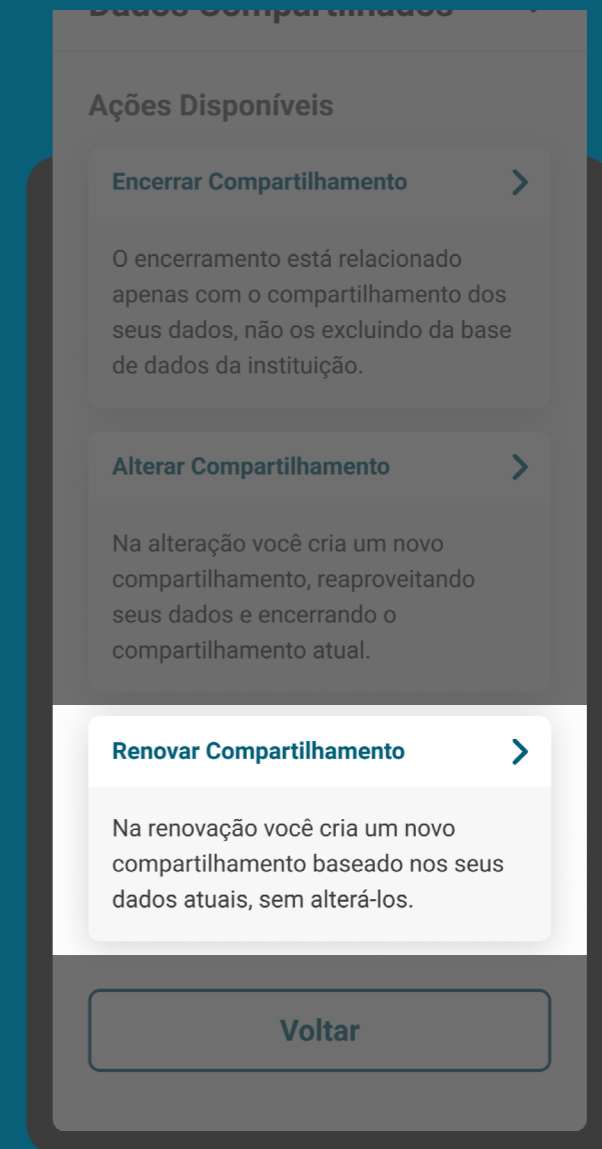 Dados Compartilhados
Ações Disponíveis
Encerrar Compartilhamento
O encerramento está relacionado
apenas com o compartilhamento dos
seus dados, não os excluindo da base
de dados da instituição.
Alterar Compartilhamento
Na alteração você cria um novo
compartilhamento, reaproveitando
seus dados e encerrando o
compartilhamento atual.
Renovar Compartilhamento
Na renovação você cria um novo
compartilhamento baseado nos seus
dados atuais, sem alterá-los.
Voltar